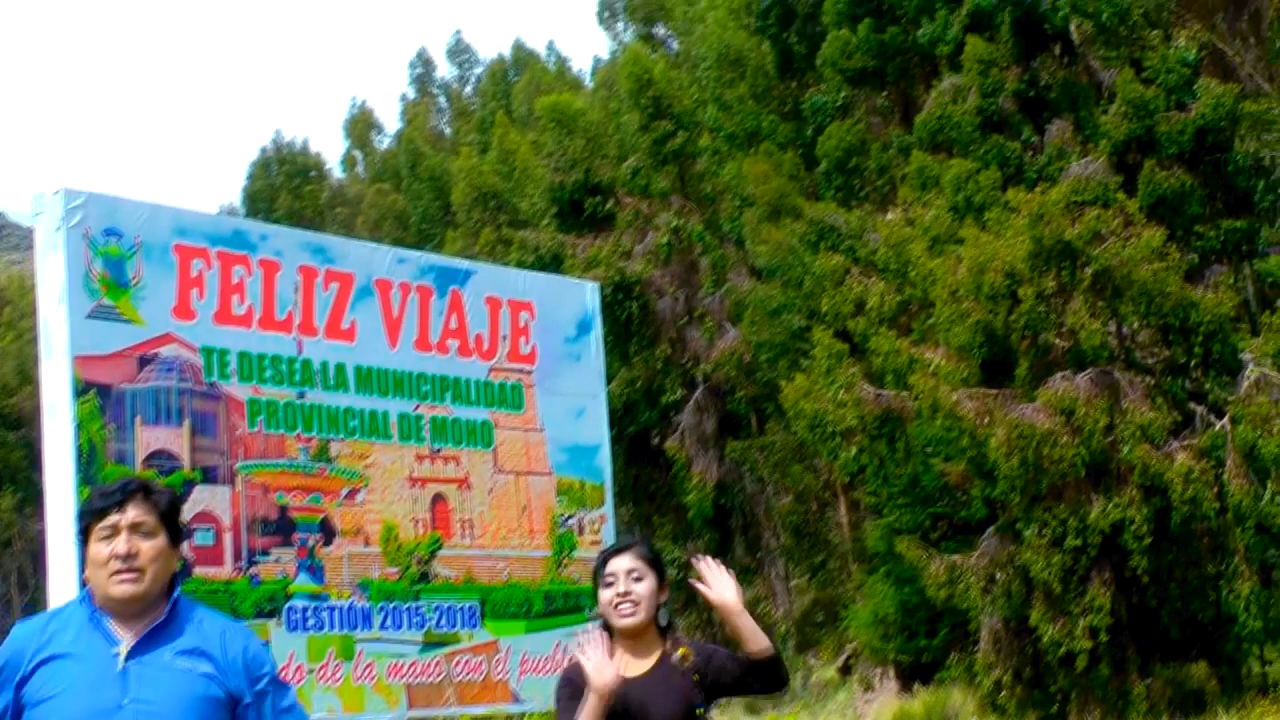 FELIZ VIAJE
TE DESEA LA MUNICIPALIDAD
PROVINCIAL DE MOHO
GESTIÓN 2015-2018
de la mano con el pueblo